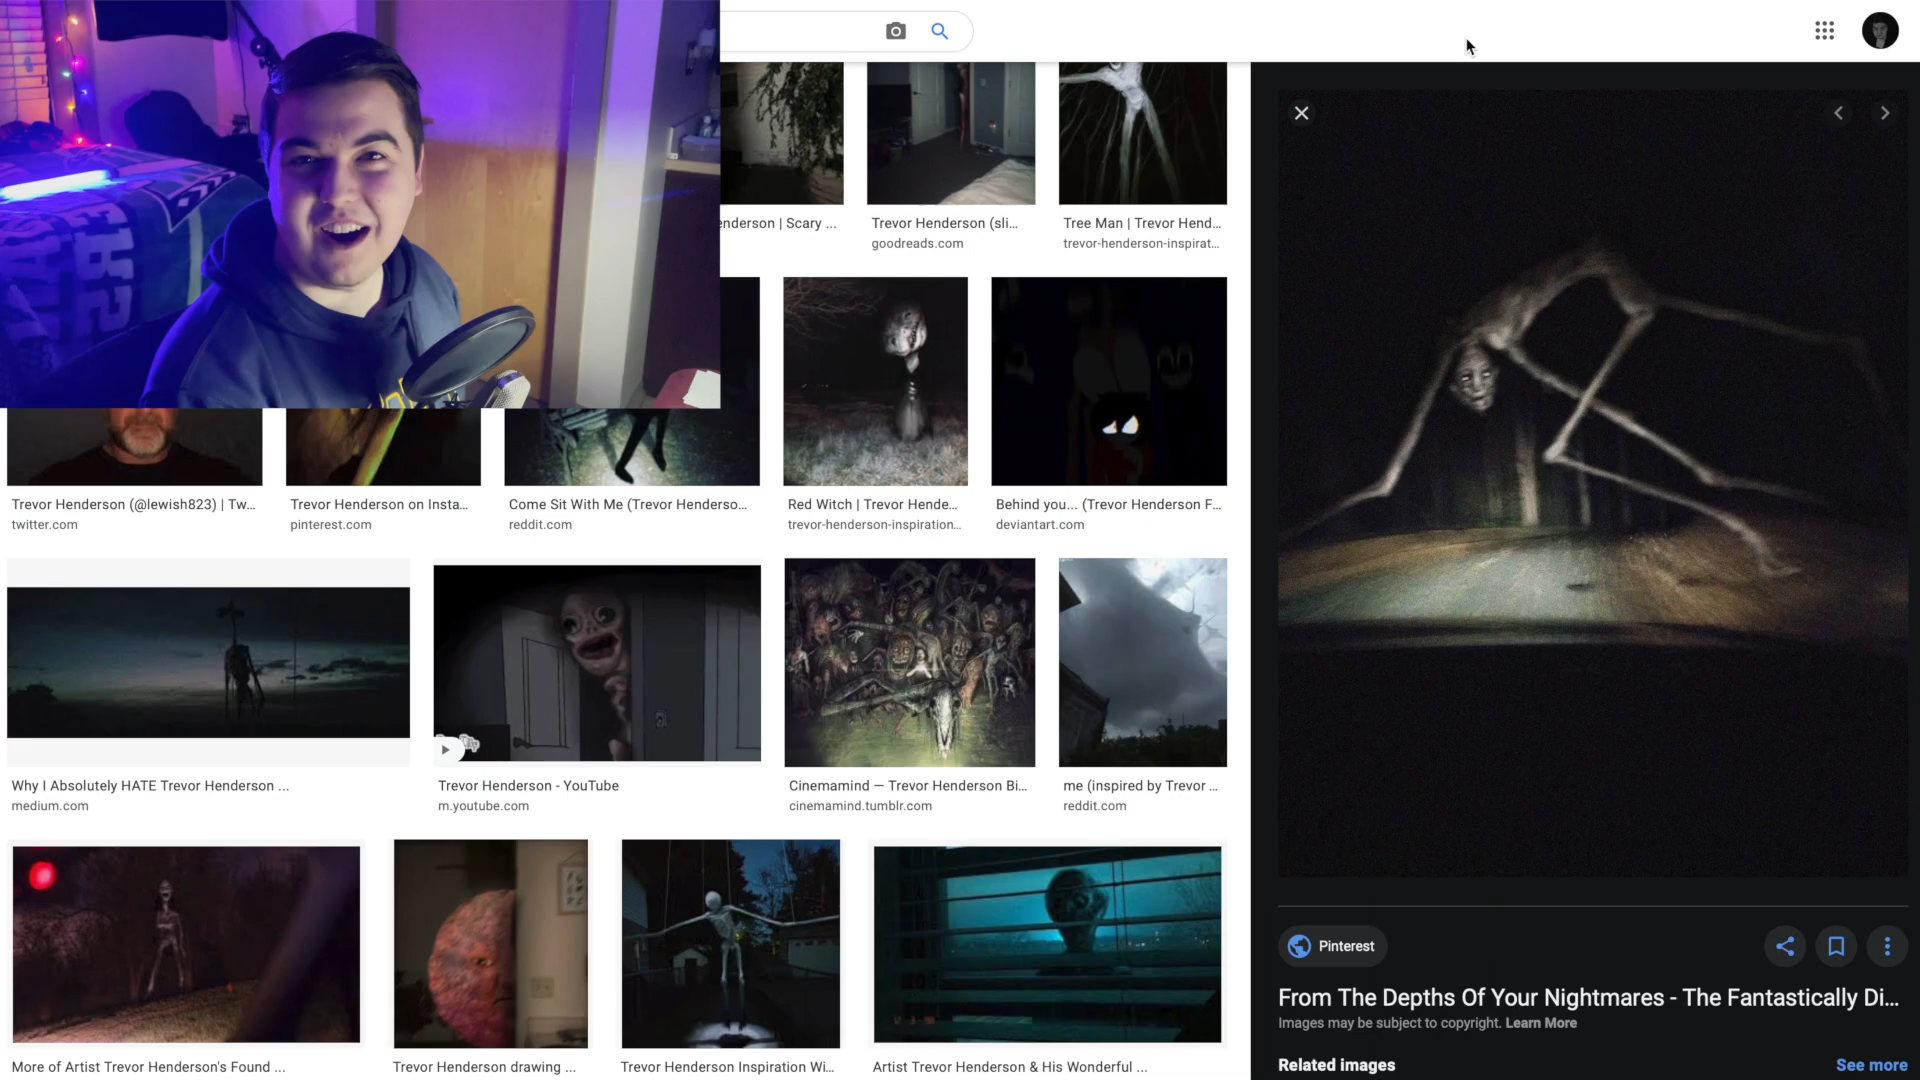 enderson | Scary ...
Trevor Henderson (sli...
Tree Man | Trevor Hend...
goodreads.com
trevor-henderson-inspirat...
Trevor Henderson (@lewish823) | Tw...
Trevor Henderson on Insta...
Come Sit With Me (Trevor Henderso...
Red Witch | Trevor Hende...
Behind you... (Trevor Henderson F...
twitter.com
pinterest.com
reddit.com
trevor-henderson-inspiration...
deviantart.com
Why I Absolutely HATE Trevor Henderson ...
Trevor Henderson - YouTube
Cinemamind — Trevor Henderson Bi...
me (inspired by Trevor ...
medium.com
m.youtube.com
cinemamind.tumblr.com
reddit.com
More of Artist Trevor Henderson's Found ...
Trevor Henderson drawing ...
Trevor Henderson Inspiration Wi...
Artist Trevor Henderson & His Wonderful ...
Pinterest
From The Depths Of Your Nightmares - The Fantastically Di...
Images may be subject to copyright. Learn More
Related images
See more